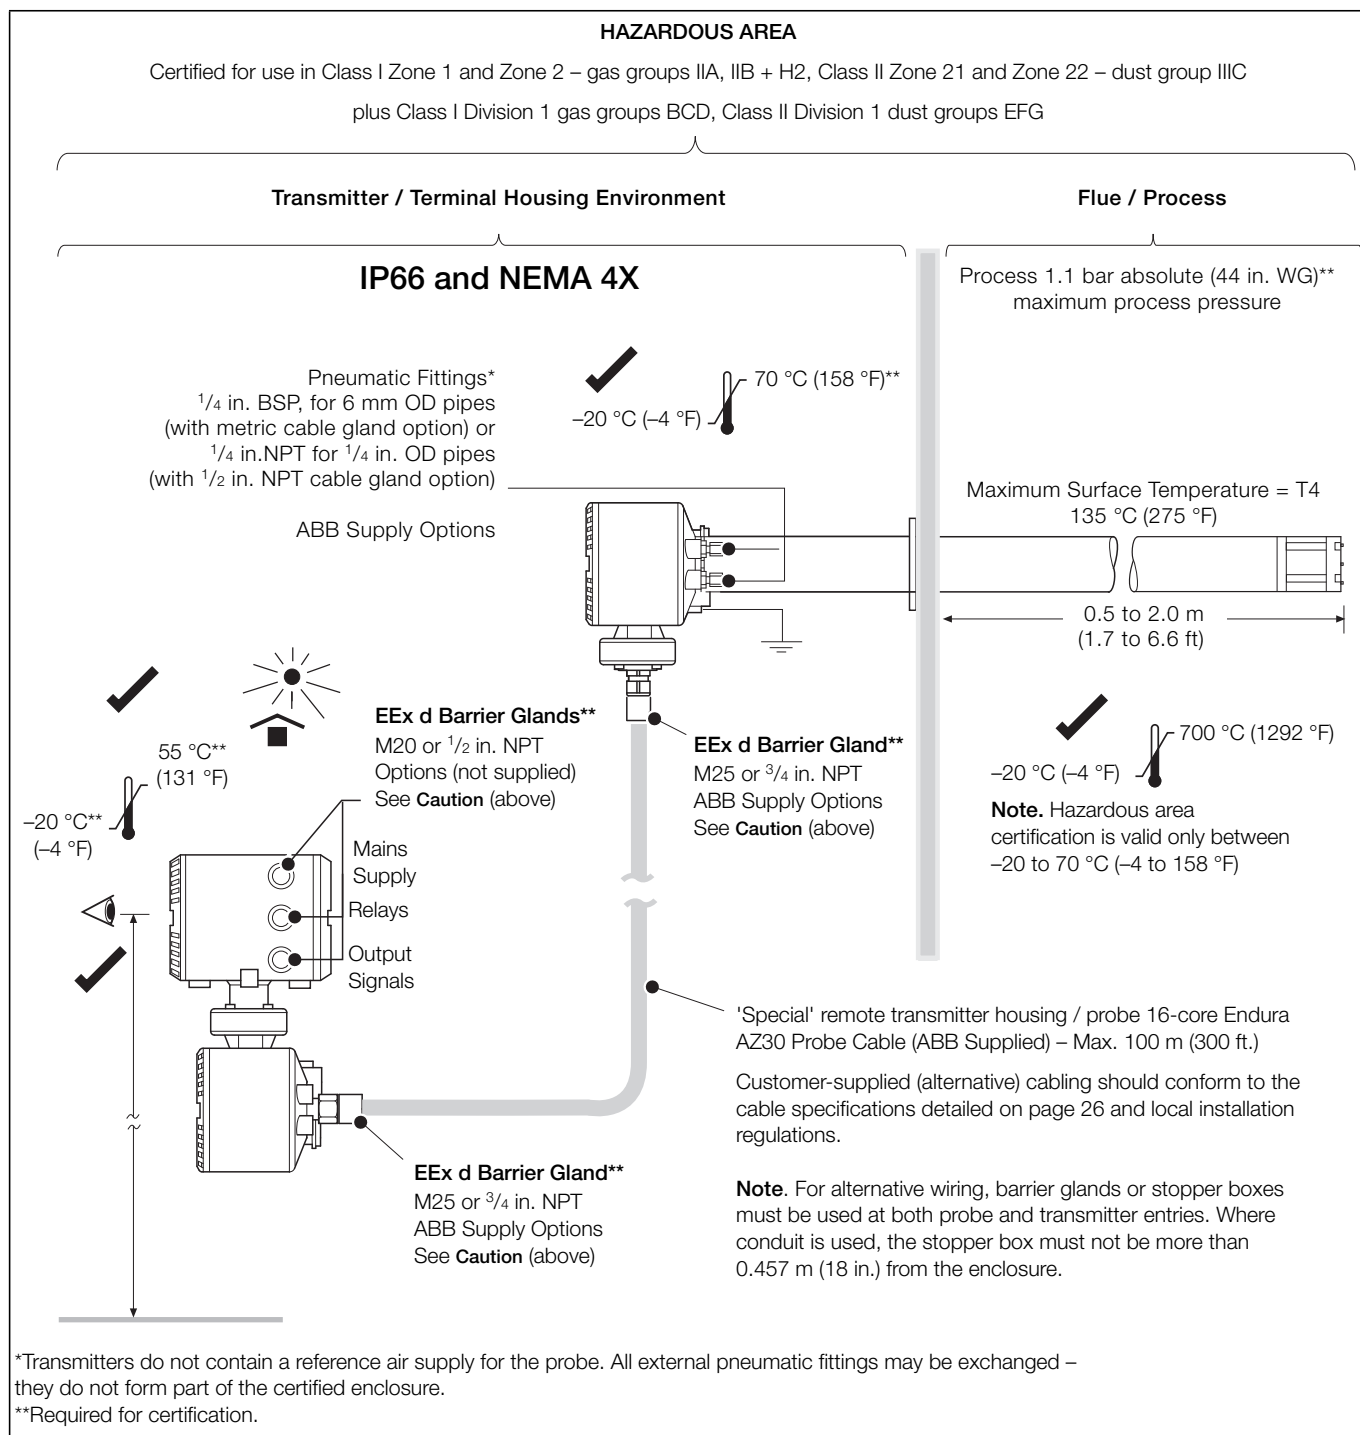 HAZARDOUS AREA
Certified for use in Class I Zone 1 and Zone 2 – gas groups IIA, IIB + H2, Class II Zone 21 and Zone 22 – dust group IIIC
plus Class I Division 1 gas groups BCD, Class II Division 1 dust groups EFG
Transmitter / Terminal Housing Environment
Flue / Process
IP66 and NEMA 4X
Process 1.1 bar absolute (44 in. WG)**
maximum process pressure
Pneumatic Fittings*
1/4 in. BSP, for 6 mm OD pipes
(with metric cable gland option) or
1/4 in.NPT for 1/4 in. OD pipes
(with 1/2 in. NPT cable gland option)
ABB Supply Options
70 °C (158 °F)**
–20 °C (–4 °F)
Maximum Surface Temperature = T4
135 °C (275 °F)
0.5 to 2.0 m
(1.7 to 6.6 ft)
55 °C**
(131 °F)
–20 °C**
(–4 °F)
EEx d Barrier Glands**
M20 or 1/2 in. NPT
Options (not supplied)
See Caution (above)
Mains
Supply
Relays
Output
Signals
EEx d Barrier Gland**
M25 or 3/4 in. NPT
ABB Supply Options
See Caution (above)
700 °C (1292 °F)
–20 °C (–4 °F)
Note. Hazardous area
certification is valid only between
–20 to 70 °C (–4 to 158 °F)
'Special' remote transmitter housing / probe 16-core Endura
AZ30 Probe Cable (ABB Supplied) – Max. 100 m (300 ft.)
Customer-supplied (alternative) cabling should conform to the
cable specifications detailed on page 26 and local installation
regulations.
Note. For alternative wiring, barrier glands or stopper boxes
must be used at both probe and transmitter entries. Where
conduit is used, the stopper box must not be more than
0.457 m (18 in.) from the enclosure.
EEx d Barrier Gland**
M25 or 3/4 in. NPT
ABB Supply Options
See Caution (above)
*Transmitters do not contain a reference air supply for the probe. All external pneumatic fittings may be exchanged –
they do not form part of the certified enclosure.
**Required for certification.